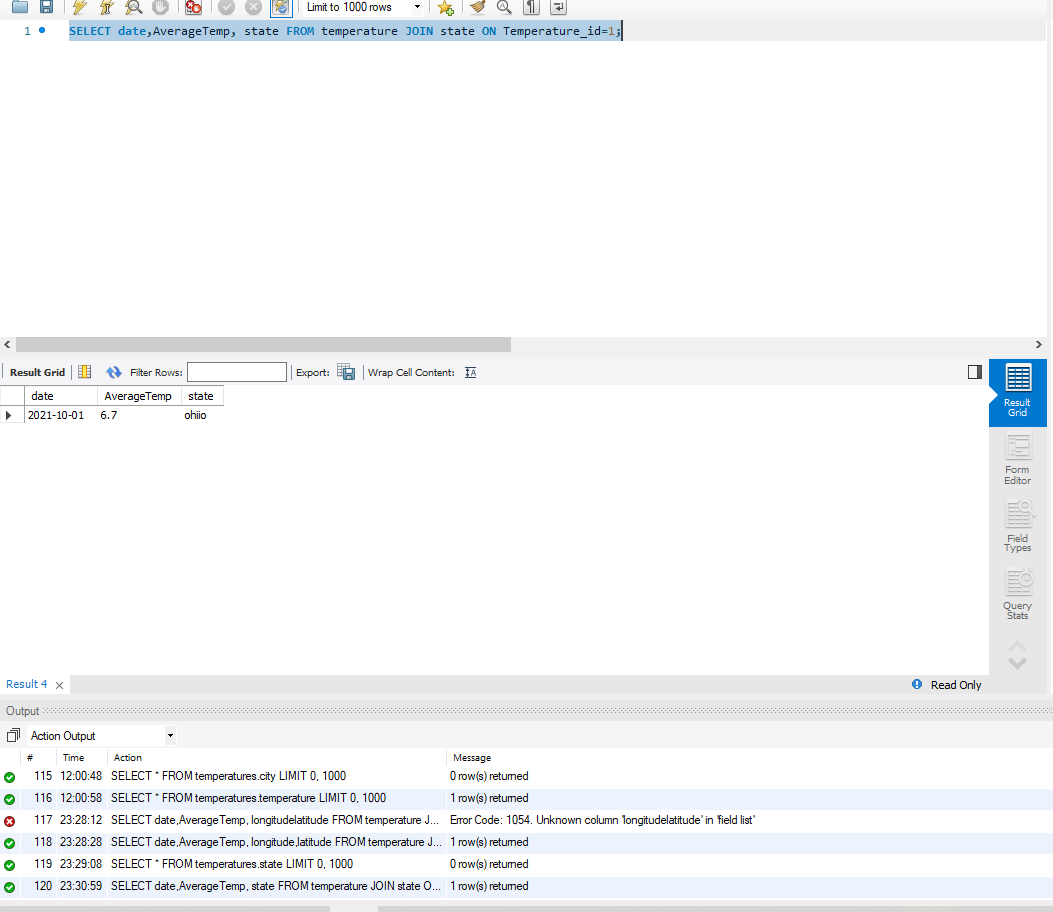 Limit to 1000 rows
1 SELECT date,AverageTemp, state FROM temperature JOIN state ON Temperature_id=1;
Result Grid Filter Rows: Export: Wrap Cell Content:
date AverageTemp state
2021-10-01 6.7 ohiio
Result
Grid
Form
Editor
Field
Types
Query
Stats
Result 4 Read Only
Output
Action Output
# Time Action Message
115 12:00:48 SELECT * FROM temperatures.city LIMIT 0, 1000 0 row(s) returned
116 12:00:58 SELECT * FROM temperatures.temperature LIMIT 0, 1000 1 row(s) returned
117 23:28:12 SELECT date,AverageTemp, longitudelatitude FROM temperature J... Error Code: 1054. Unknown column 'longitudelatitude' in 'field list'
118 23:28:28 SELECT date,AverageTemp, longitude,latitude FROM temperature J... 1 row(s) returned
119 23:29:08 SELECT * FROM temperatures.state LIMIT 0, 1000 0 row(s) returned
120 23:30:59 SELECT date,AverageTemp, state FROM temperature JOIN state O... 1 row(s) returned